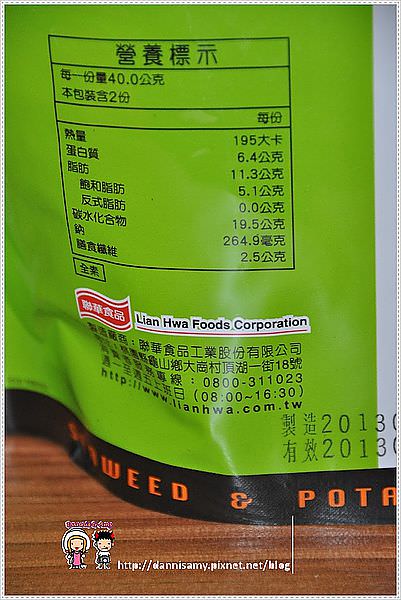 營養標示
每一份量40.0公克
本包裝含2份
每份
熱量 195大卡
蛋白質 6.4公克
脂肪 11.3公克
飽和脂肪 5.1公克
反式脂肪 0.0公克
碳水化合物 19.5公克
鈉 264.9毫克
膳食纖維 2.5公克
全素
聯華食品 Lian Hwa Foods Corporation
聯華食品工業股份有限公司
龜山鄉大崗村頂湖一街18號
專線:0800-311023
(08:00~16:30)
http://www.lianhwa.com.tw
製造2013
有效2013
WEED & POTA
http://dannisamy.pixnet.net/blog